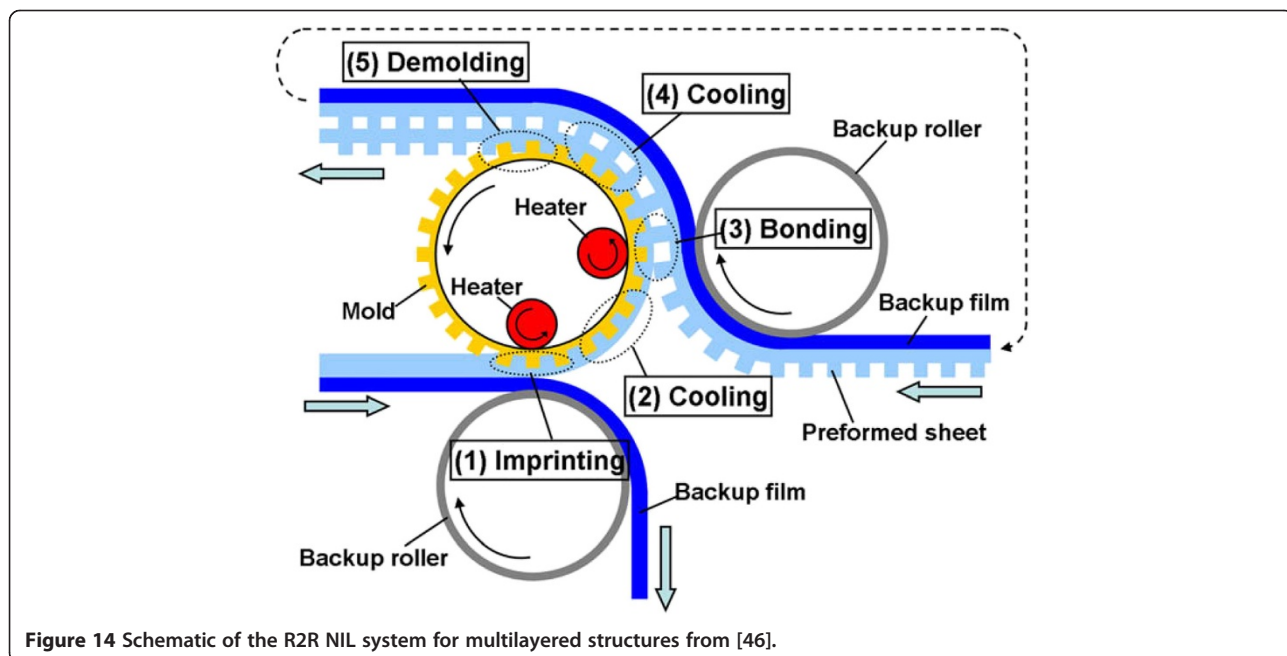 (5) Demolding
(4) Cooling
Backup roller
Heater
(3) Bonding
Heater
Mold
Backup film
(2) Cooling
Preformed sheet
(1) Imprinting
Backup film
Backup roller
Figure 14 Schematic of the R2R NIL system for multilayered structures from [46].